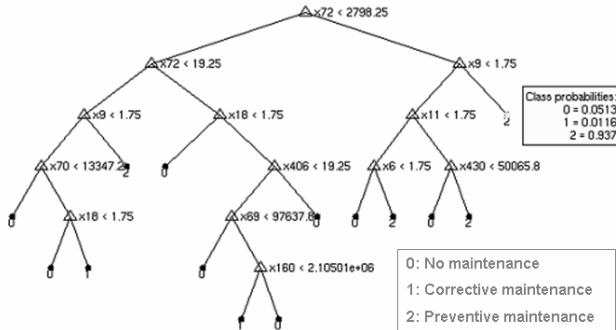 x72 < 2798.25
x72 < 19.25
x9 < 1.75
x9 < 1.75
x18 < 1.75
x11 < 1.75
2
Class probabilities:
0 = 0.0513
1 = 0.0116
2 = 0.937
x70 < 13347.2
2
0
x406 < 19.25
x6 < 1.75
x430 < 50065.8
0
x18 < 1.75
x69 < 97637.8
0
0
2
0
2
0
1
0
x160 < 2.10501e+06
1
0
0: No maintenance
1: Corrective maintenance
2: Preventive maintenance